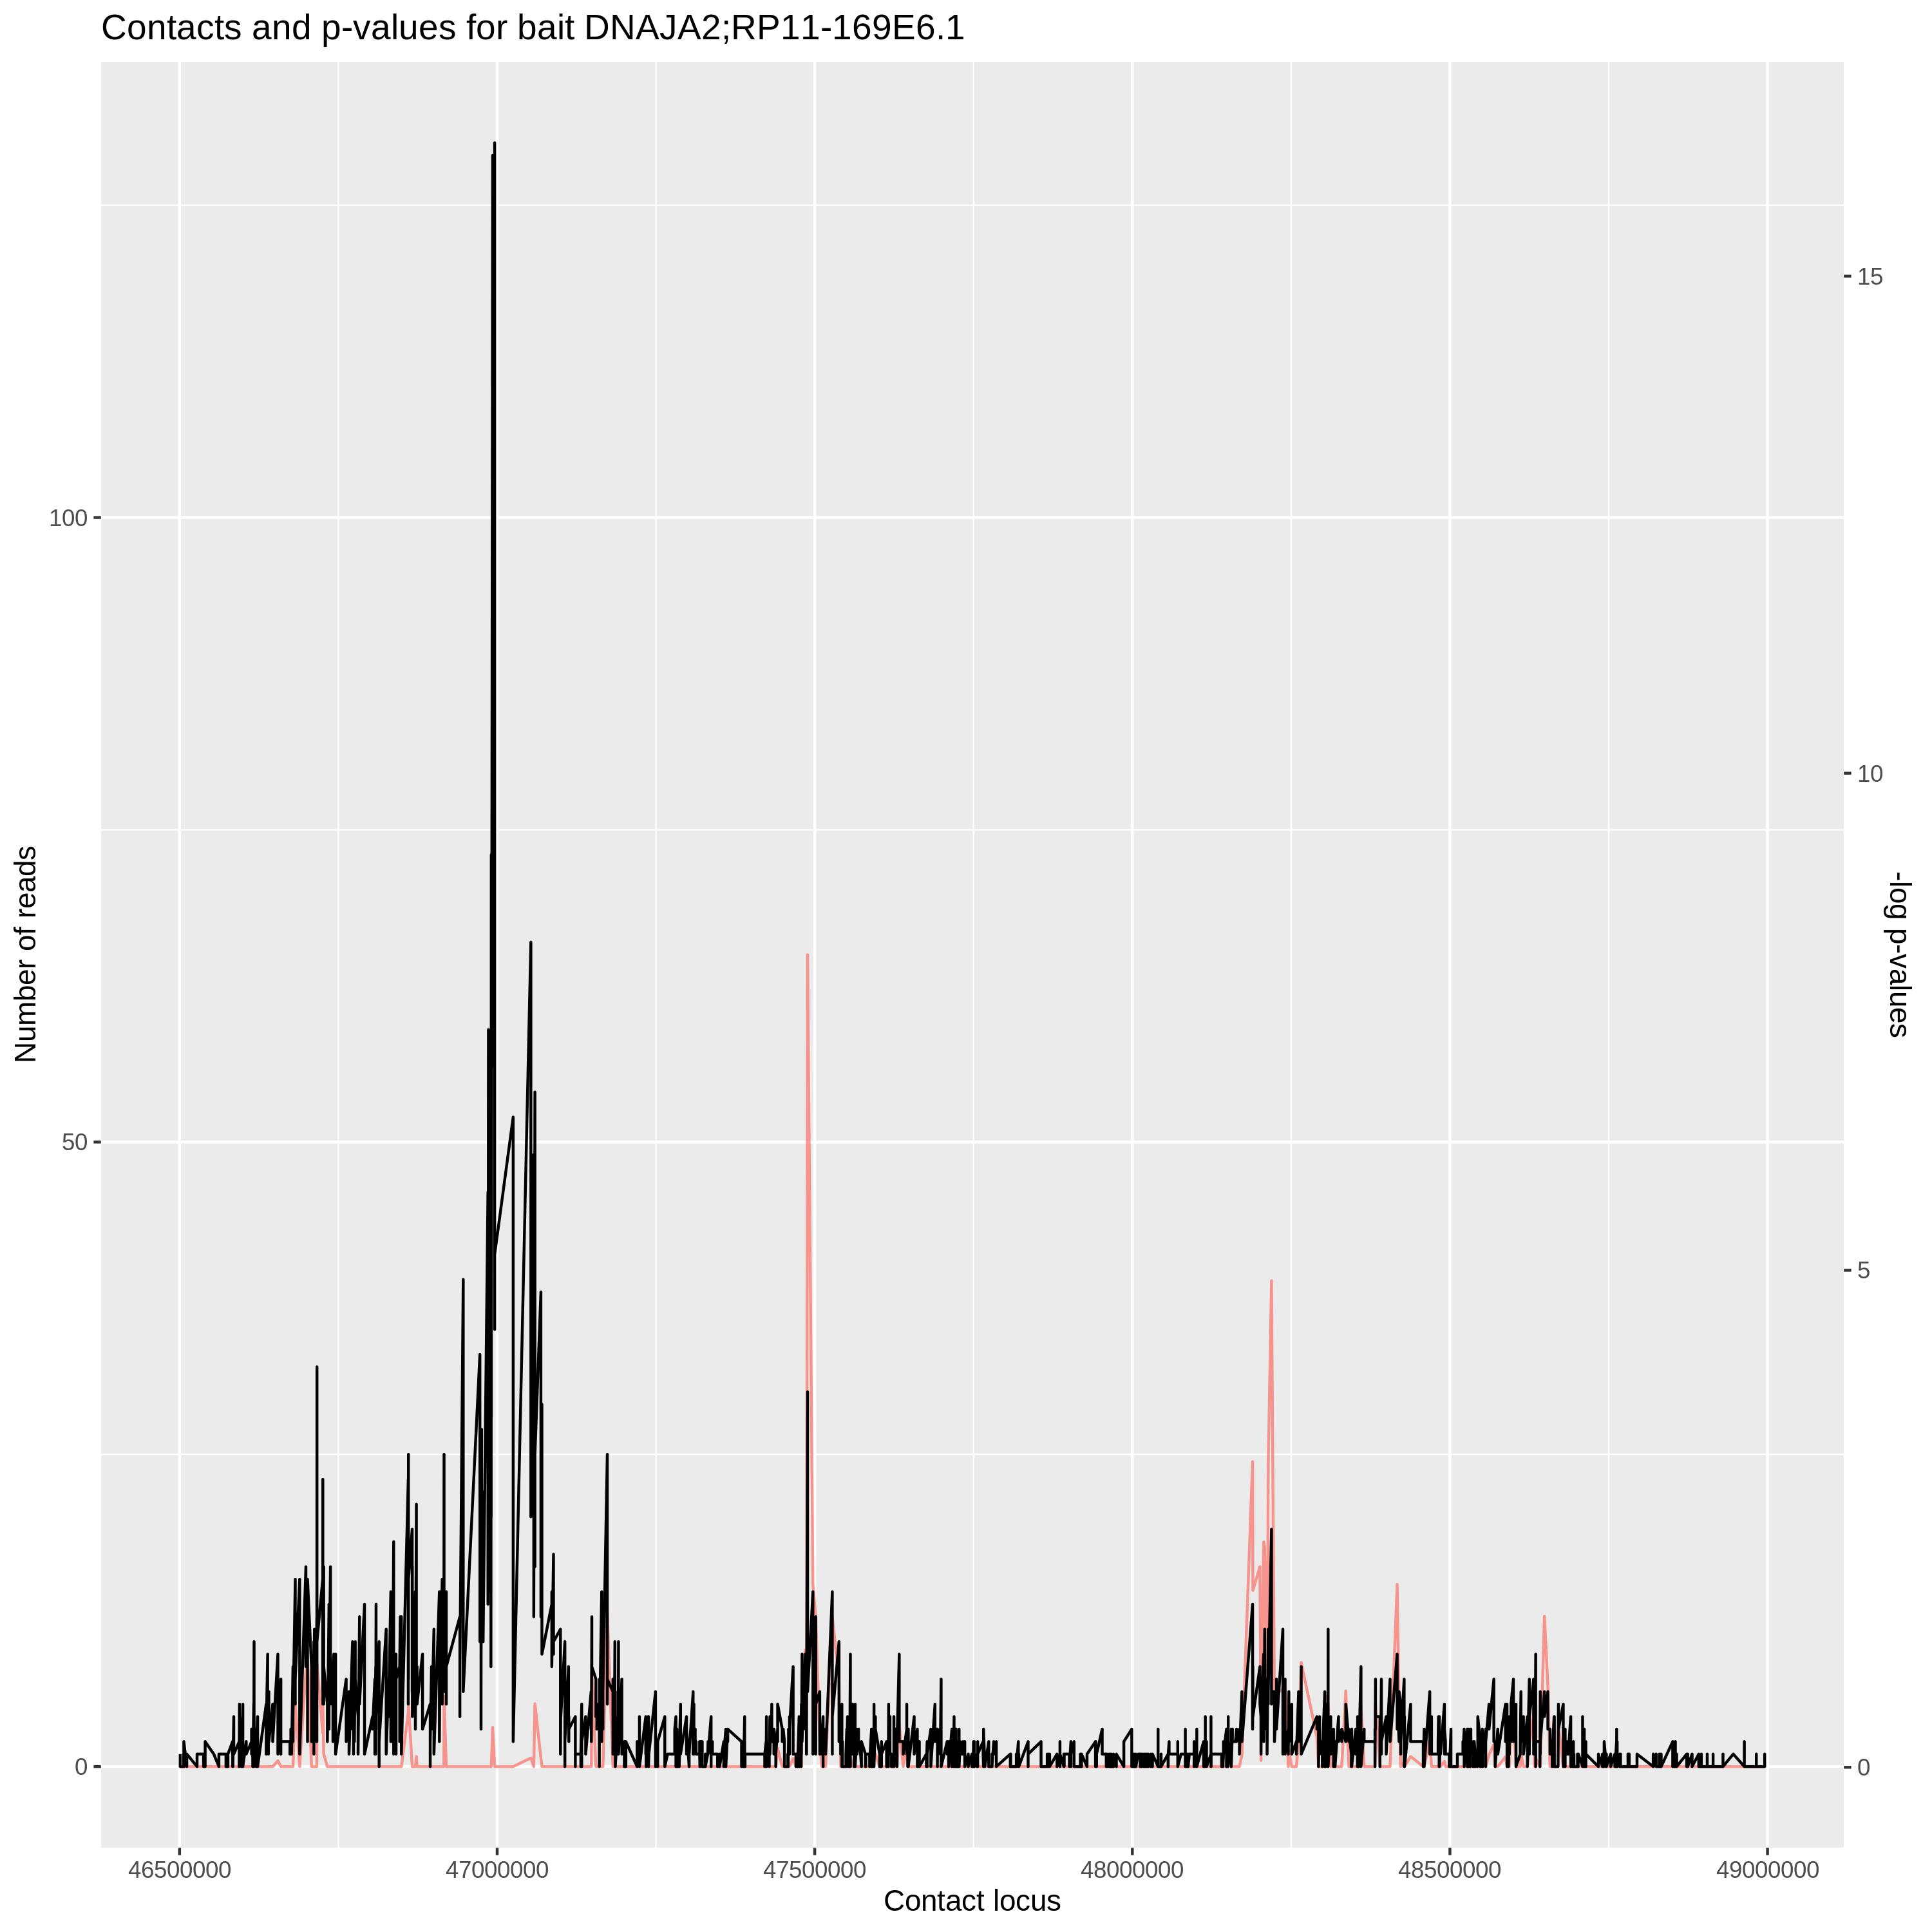 Contacts and p-values for bait DNAJA2;RP11-169E6.1
Number of reads
100
50
0
15
10
5
0
-log p-values
46500000 47000000 47500000 48000000 48500000 49000000
Contact locus